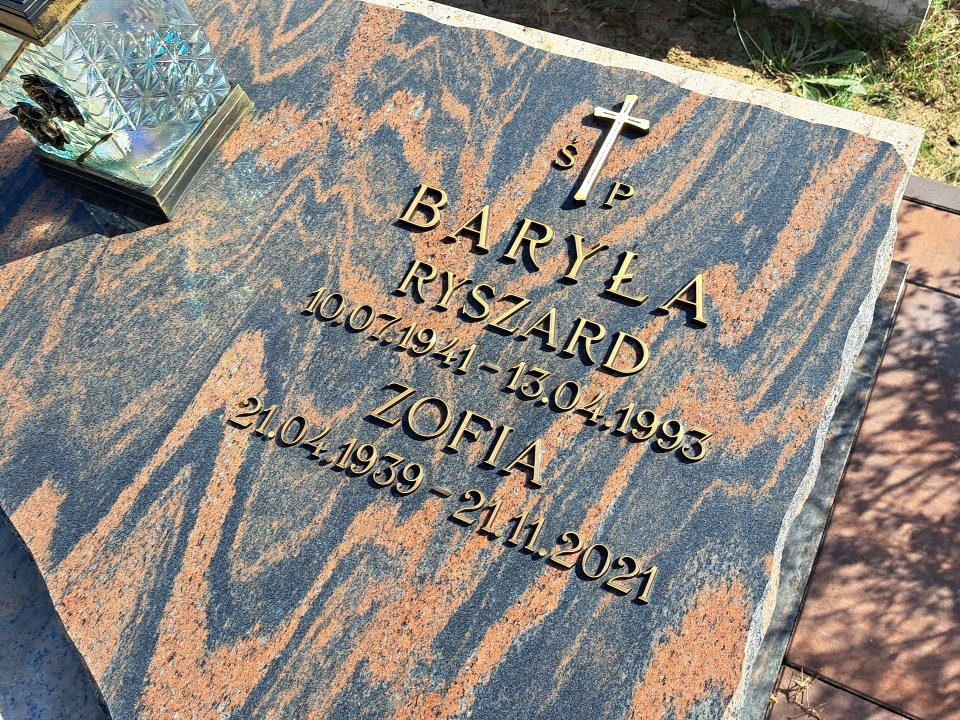 Ś P
BARYŁA
RYSZARD
10.07.1941 - 13.04.1993
ZOFIA
21.04.1939 - 21.11.2021